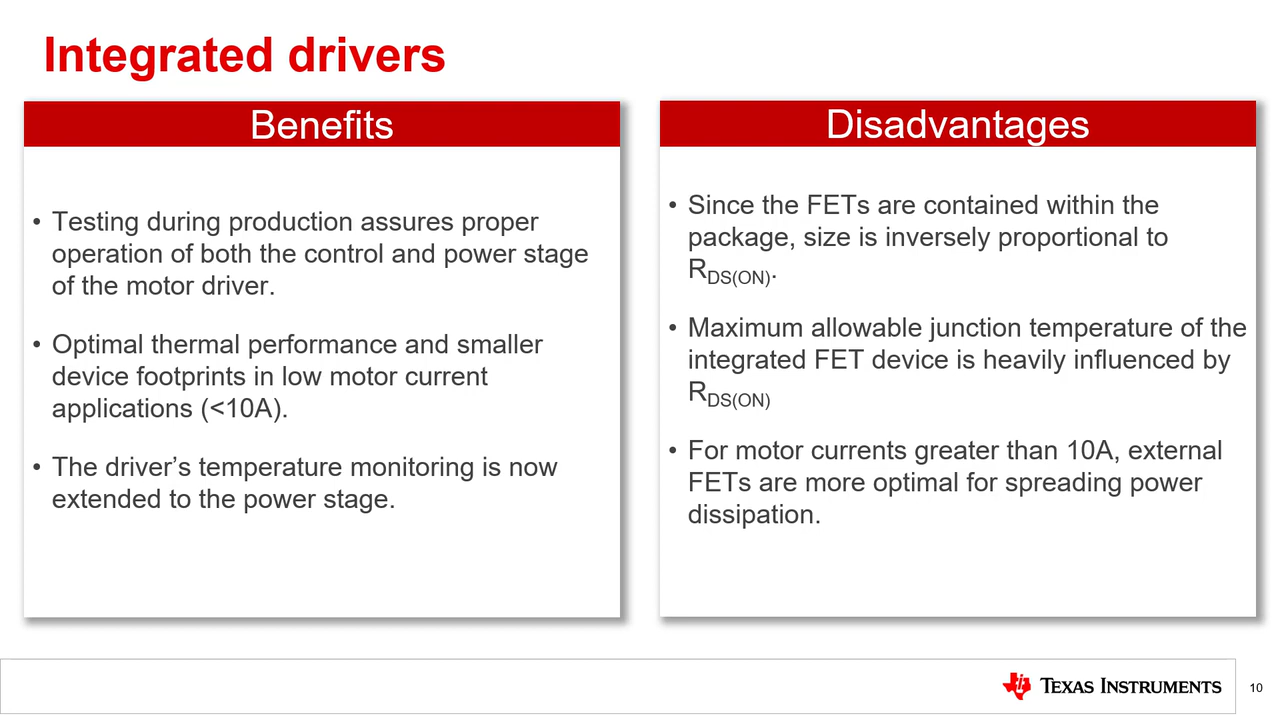 Integrated drivers
Benefits
• Testing during production assures proper
operation of both the control and power stage
of the motor driver.
• Optimal thermal performance and smaller
device footprints in low motor current
applications (<10A).
• The driver’s temperature monitoring is now
extended to the power stage.
Disadvantages
• Since the FETs are contained within the
package, size is inversely proportional to
RDS(ON).
• Maximum allowable junction temperature of the
integrated FET device is heavily influenced by
RDS(ON)
• For motor currents greater than 10A, external
FETs are more optimal for spreading power
dissipation.
TEXAS INSTRUMENTS
10